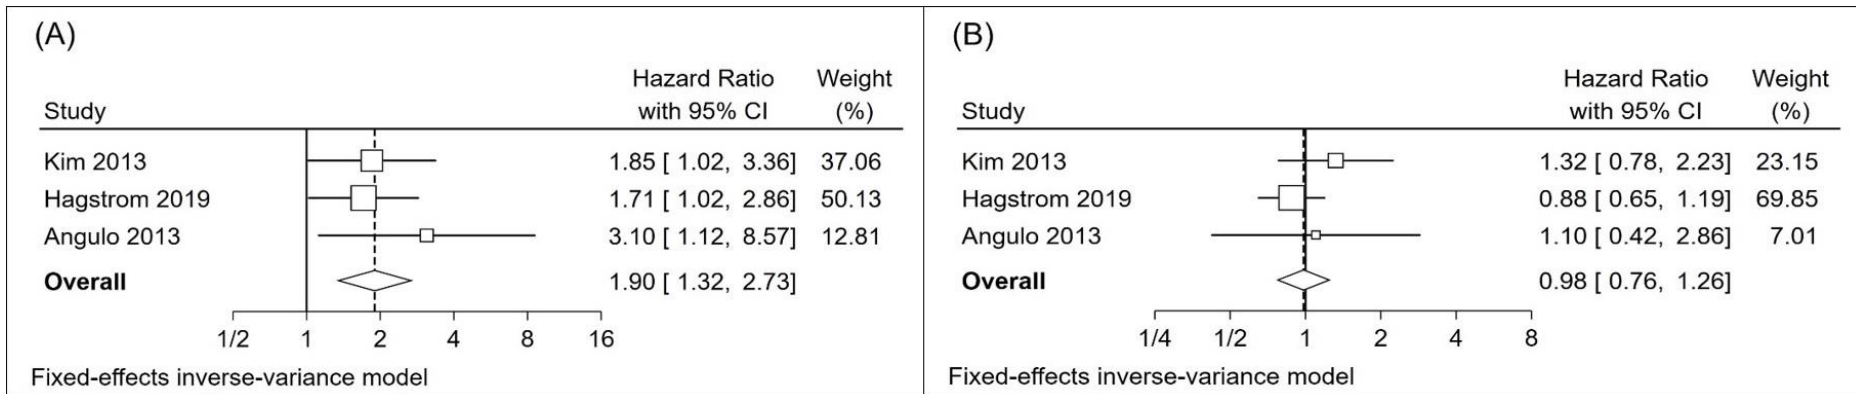 (A)
Hazard Ratio Weight
Study with 95% CI (%)
Kim 2013 1.85 [ 1.02, 3.36] 37.06
Hagstrom 2019 1.71 [ 1.02, 2.86] 50.13
Angulo 2013 3.10 [ 1.12, 8.57] 12.81
Overall 1.90 [ 1.32, 2.73]
1/2 1 2 4 8 16
Fixed-effects inverse-variance model
(B)
Hazard Ratio Weight
Study with 95% CI (%)
Kim 2013 1.32 [ 0.78, 2.23] 23.15
Hagstrom 2019 0.88 [ 0.65, 1.19] 69.85
Angulo 2013 1.10 [ 0.42, 2.86] 7.01
Overall 0.98 [ 0.76, 1.26]
1/4 1/2 1 2 4 8
Fixed-effects inverse-variance model